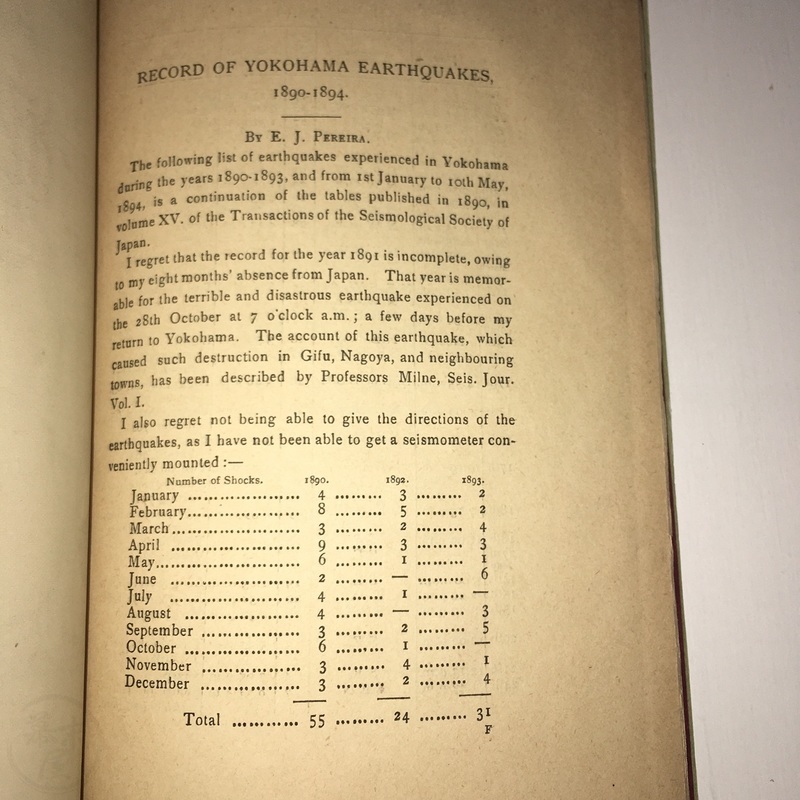 RECORD OF YOKOHAMA EARTHQUAKES,
1890-1894.
BY E. J. PEREIRA.
The following list of earthquakes experienced in Yokohama
during the years 1890-1893, and from 1st January to 10th May,
1894, is a continuation of the tables published in 1890, in
volume XV. of the Transactions of the Seismological Society of
Japan.
I regret that the record for the year 1891 is incomplete, owing
to my eight months' absence from Japan. That year is memor-
able for the terrible and disastrous earthquake experienced on
the 28th October at 7 o'clock a.m.; a few days before my
return to Yokohama. The account of this earthquake, which
caused such destruction in Gifu, Nagoya, and neighbouring
towns, has been described by Professors Milne, Seis. Jour.
Vol. I.
I also regret not being able to give the directions of the
earthquakes, as I have not been able to get a seismometer con-
veniently mounted :—
Number of Shocks. 1890. 1892. 1893.
January ........................ 4 ......... 3 ......... 2
February........................ 8 ......... 5 ......... 2
March ........................ 3 ......... 2 ......... 4
April ........................ 9 ......... 3 ......... 3
May........................ 6 ......... 1 ......... 1
June ........................ 2 ......... — ......... 6
July ........................ 4 ......... 1 ......... —
August ........................ 4 ......... — ......... 3
September ..................... 3 ......... 2 ......... 5
October ........................ 6 ......... 1 ......... —
November ..................... 3 ......... 4 ......... 1
December ..................... 3 ......... 2 ......... 4
Total ............ 55 ......... 24 ......... 31
F